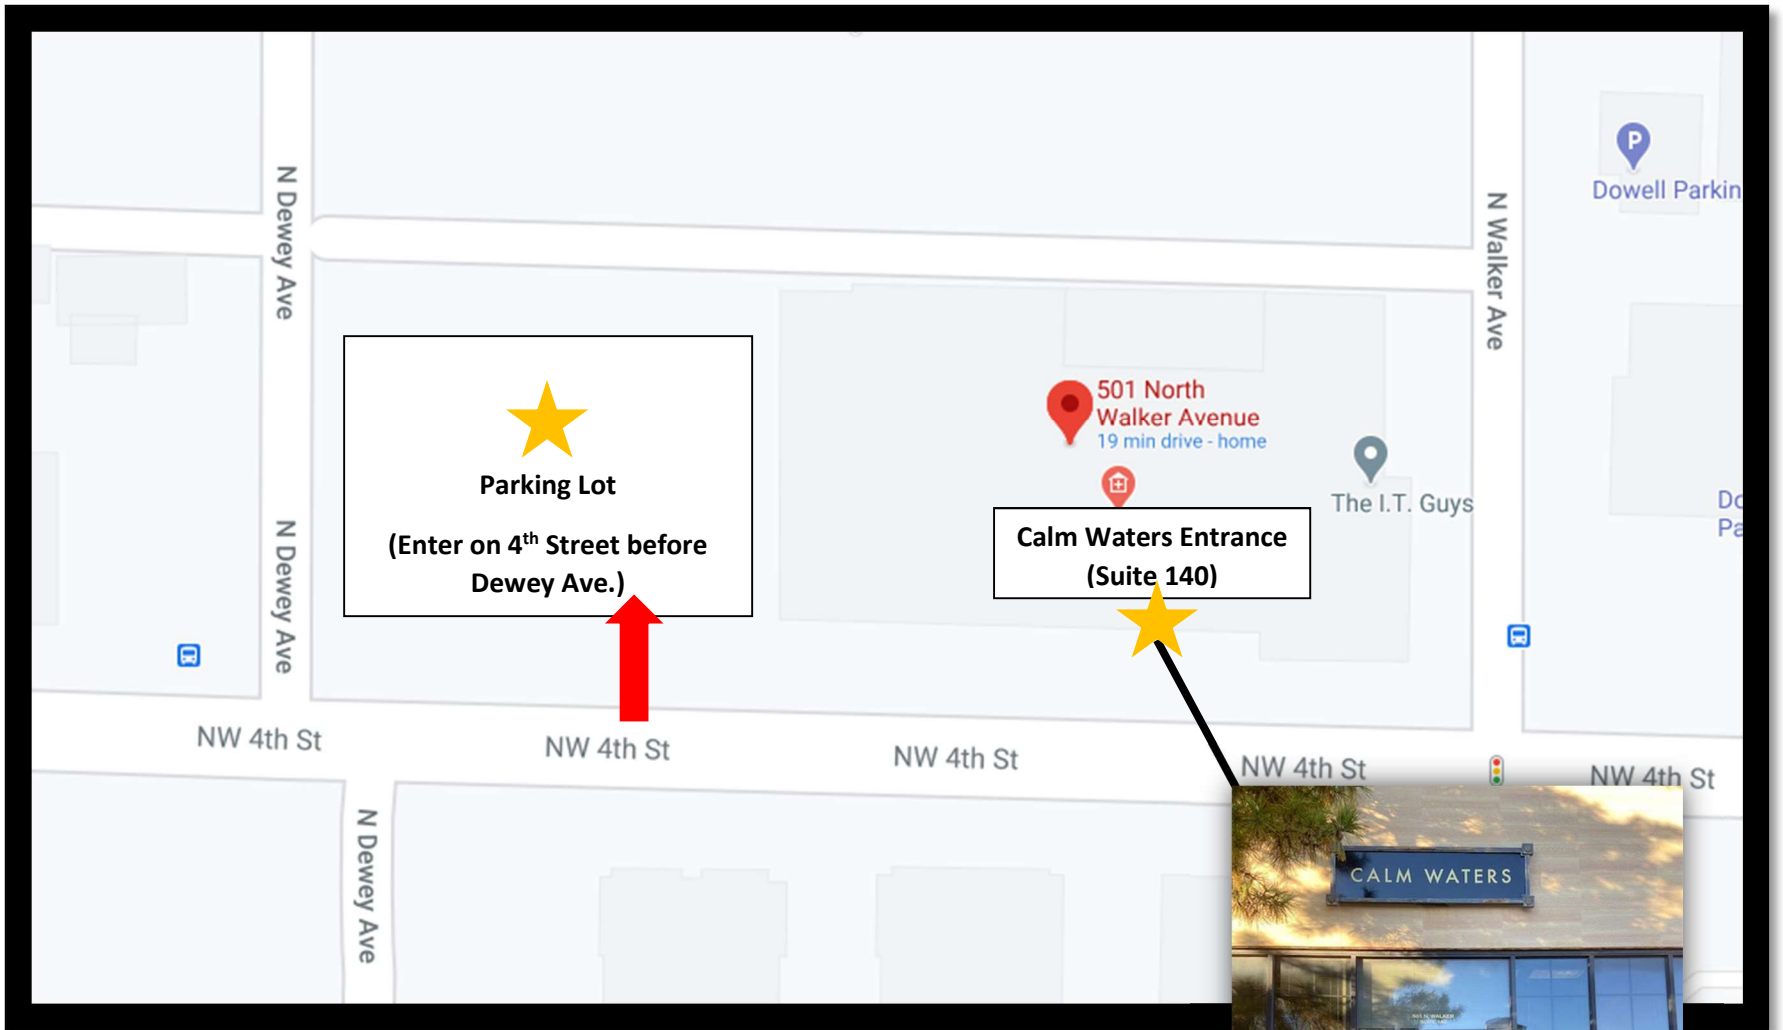 N Dewey Ave
N Walker Ave
P
Dowell Parkin
501 North
Walker Avenue
19 min drive - home
Parking Lot
(Enter on 4th Street before
Dewey Ave.)
The I.T. Guys
Do
Pa
Calm Waters Entrance
(Suite 140)
N Dewey Ave
NW 4th St
NW 4th St
NW 4th St
NW 4th St
NW 4th St
N Dewey Ave
CALM WATERS